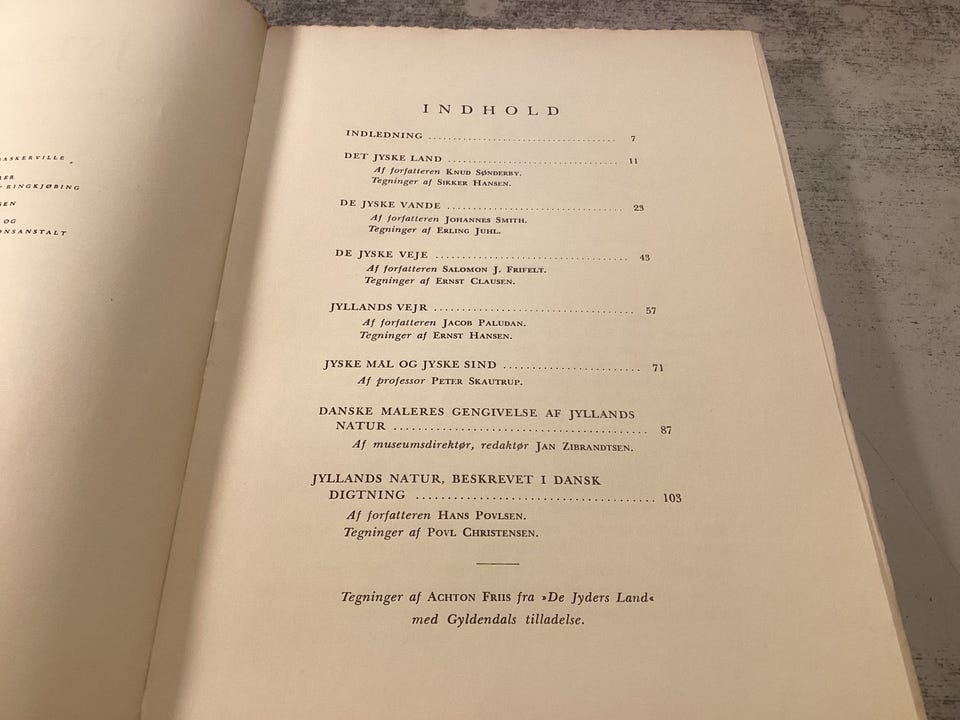 BASKERVILLE
RINGKJØBING
OG
INDHOLD
INDLEDNING ........................................ 7
DET JYSKE LAND ........................................ 11
Af forfatteren KNUD SØNDERBY.
Tegninger af SIKKER HANSEN.
DE JYSKE VANDE ........................................ 23
Af forfatteren JOHANNES SMITH.
Tegninger af ERLING JUHL.
DE JYSKE VEJE ........................................ 43
Af forfatteren SALOMON J. FRIFELT.
Tegninger af ERNST CLAUSEN.
JYLLANDS VEJR ........................................ 57
Af forfatteren JACOB PALUDAN.
Tegninger af ERNST HANSEN.
JYSKE MÅL OG JYSKE SIND ........................................ 71
Af professor PETER SKAUTRUP.
DANSKE MALERES GENGIVELSE AF JYLLANDS
NATUR ........................................ 87
Af museumsdirektør, redaktør JAN ZIBRANDTSEN.
JYLLANDS NATUR, BESKREVET I DANSK
DIGTNING ........................................ 103
Af forfatteren HANS POVLSEN.
Tegninger af POVL CHRISTENSEN.
Tegninger af ACHTON FRIIS fra »De Jyders Land«
med Gyldendals tilladelse.